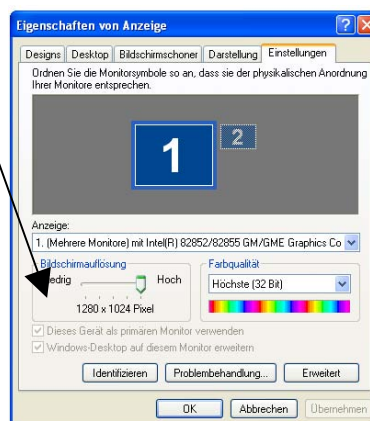 Eigenschaften von Anzeige
Designs Desktop Bildschirmschoner Darstellung Einstellungen
Ordnen Sie die Monitorsymbole so an, dass sie der physikalischen Anordnung
Ihrer Monitore entsprechen.
1 2
Anzeige:
1. (Mehrere Monitore) mit Intel(R) 82852/82855 GM/GME Graphics Co
Bildschirmauflösung
edrig Hoch
1280 x 1024 Pixel
Farbqualität
Höchste (32 Bit)
Dieses Gerät als primären Monitor verwenden
Windows-Desktop auf diesem Monitor erweitern
Identifizieren Problembehandlung... Erweitert
OK Abbrechen Übernehmen